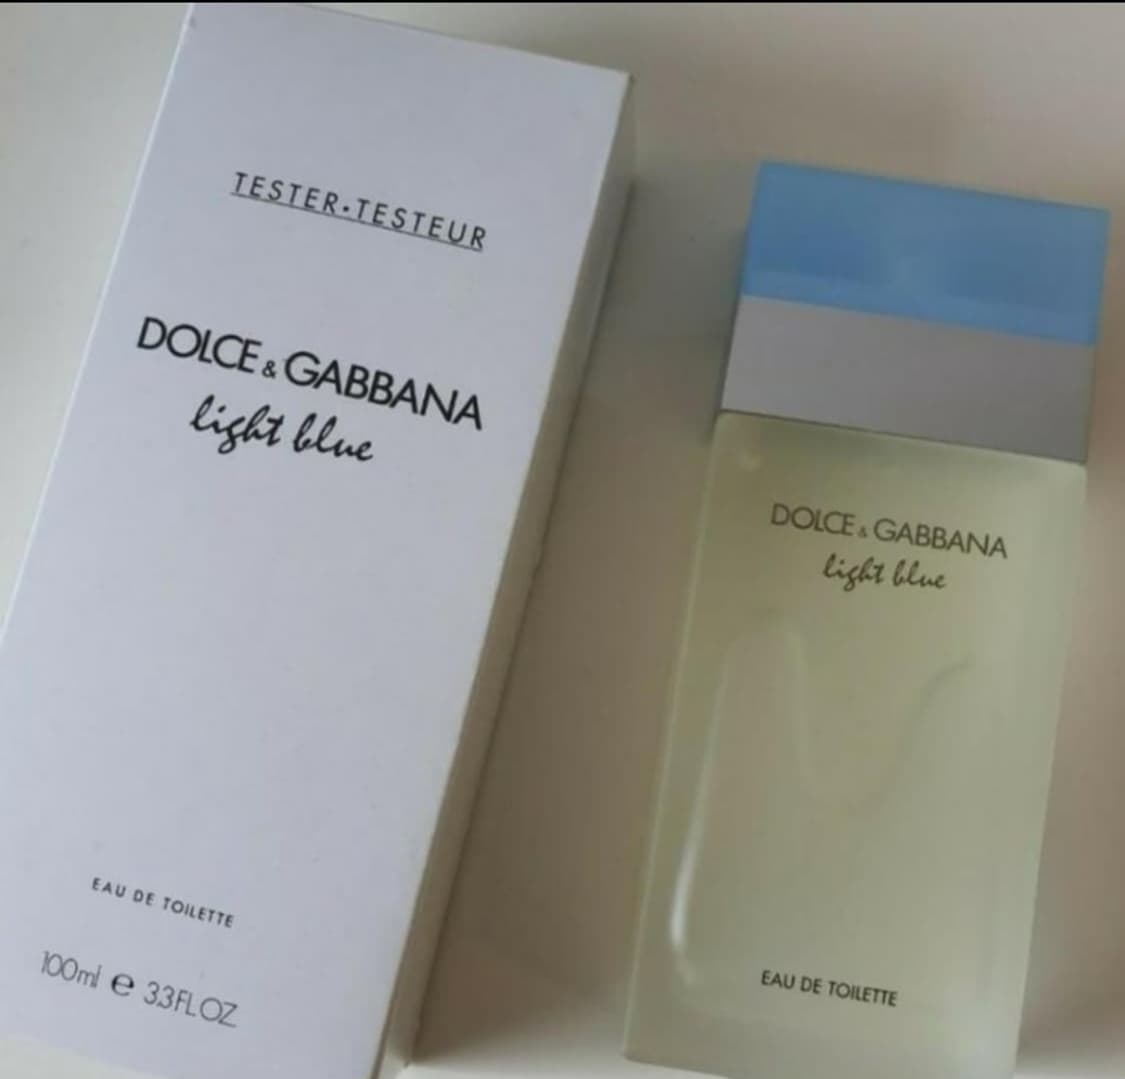 TESTER•TESTEUR
DOLCE & GABBANA
light blue
EAU DE TOILETTE
100ml e 3.3FL.OZ
DOLCE & GABBANA
light blue
EAU DE TOILETTE